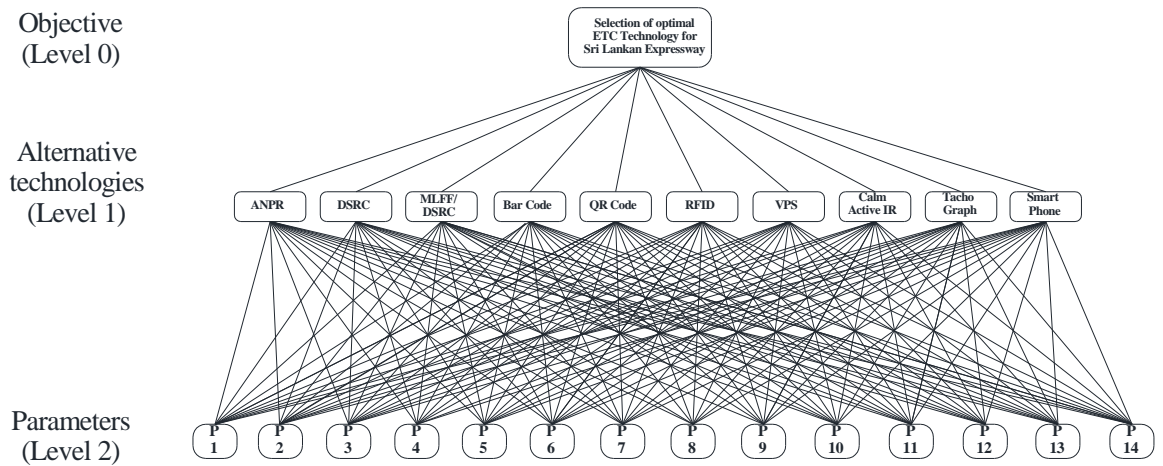 Objective
(Level 0)
Selection of optimal
ETC Technology for
Sri Lankan Expressway
Alternative
technologies
(Level 1)
ANPR
DSRC
MLFF/
DSRC
Bar Code
QR Code
RFID
VPS
Calm
Active IR
Tacho
Graph
Smart
Phone
Parameters
(Level 2)
P
1
P
2
P
3
P
4
P
5
P
6
P
7
P
8
P
9
P
10
P
11
P
12
P
13
P
14